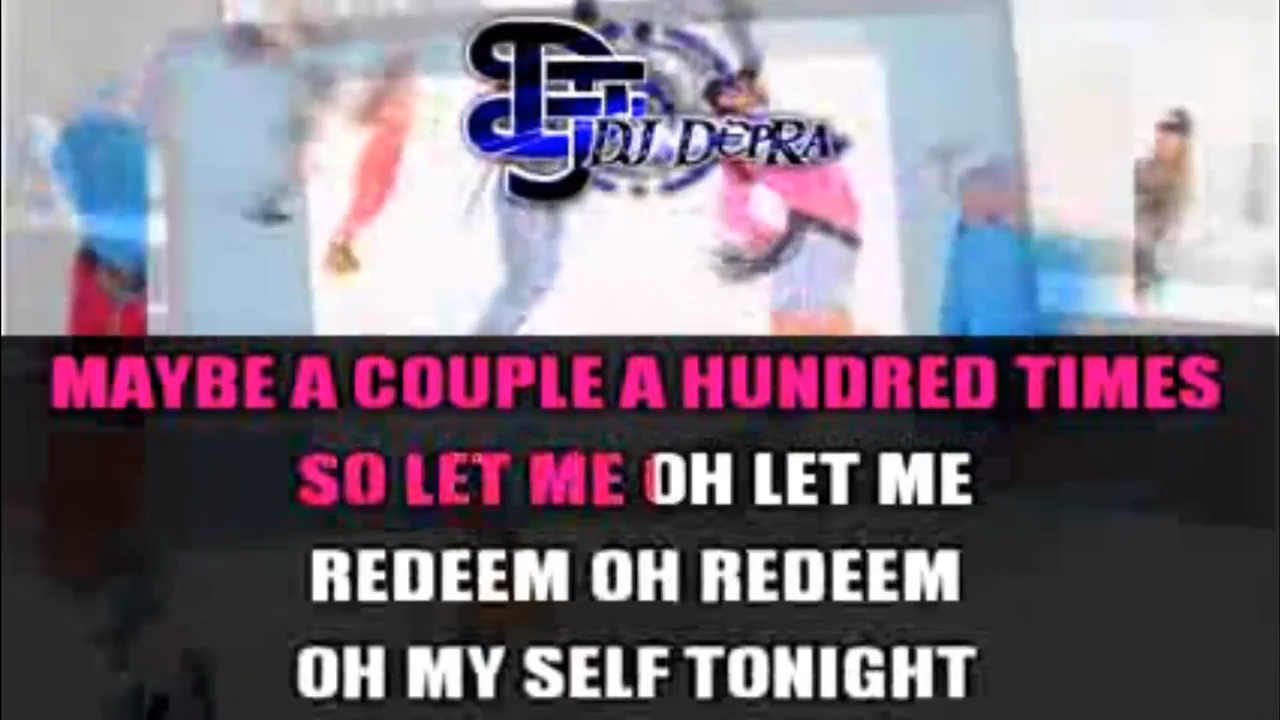 DJ DEPRA
MAYBE A COUPLE A HUNDRED TIMES
SO LET ME OH LET ME
REDEEM OH REDEEM
OH MY SELF TONIGHT